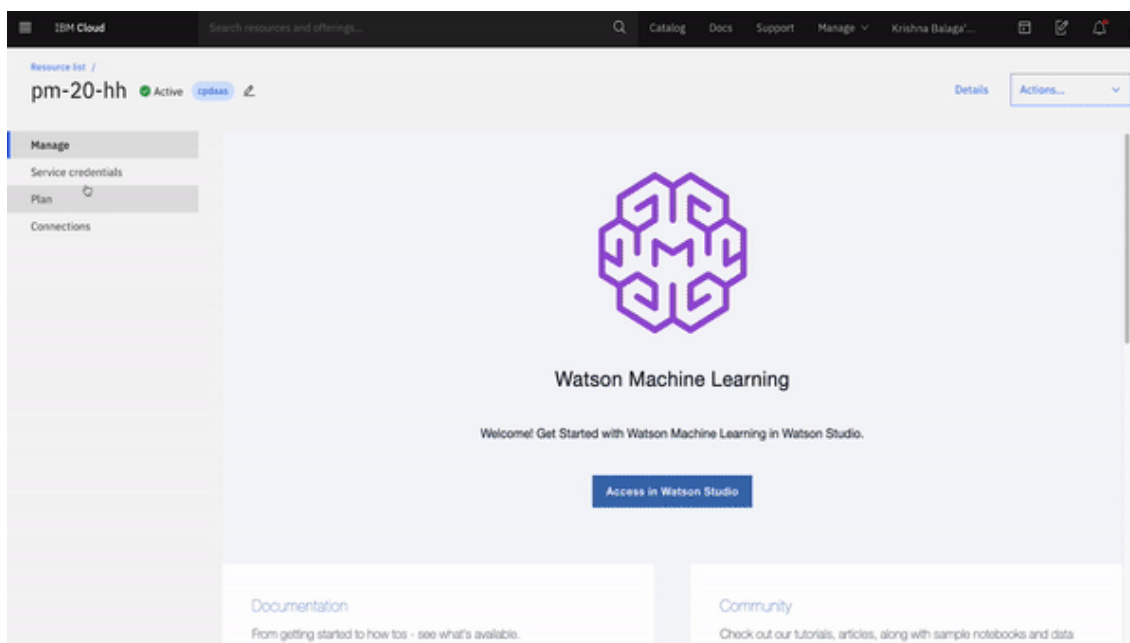 IBM Cloud Search resources and offerings... Catalog Docs Support Manage Krishna Balaga'...
Resource list /
pm-20-hh Active cpdaas Details Actions...
Manage
Service credentials
Plan
Connections
Watson Machine Learning
Welcome! Get Started with Watson Machine Learning in Watson Studio.
Access in Watson Studio
Documentation
From getting started to how tos - see what's available.
Community
Check out our tutorials, articles, along with sample notebooks and data